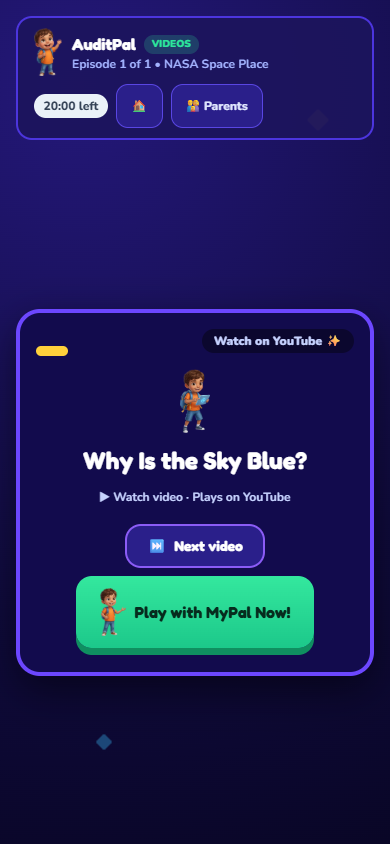 AuditPal VIDEOS
Episode 1 of 1 • NASA Space Place
20:00 left
Parents
Watch on YouTube ✨
Why Is the Sky Blue?
▶ Watch video · Plays on YouTube
⏭ Next video
Play with MyPal Now!